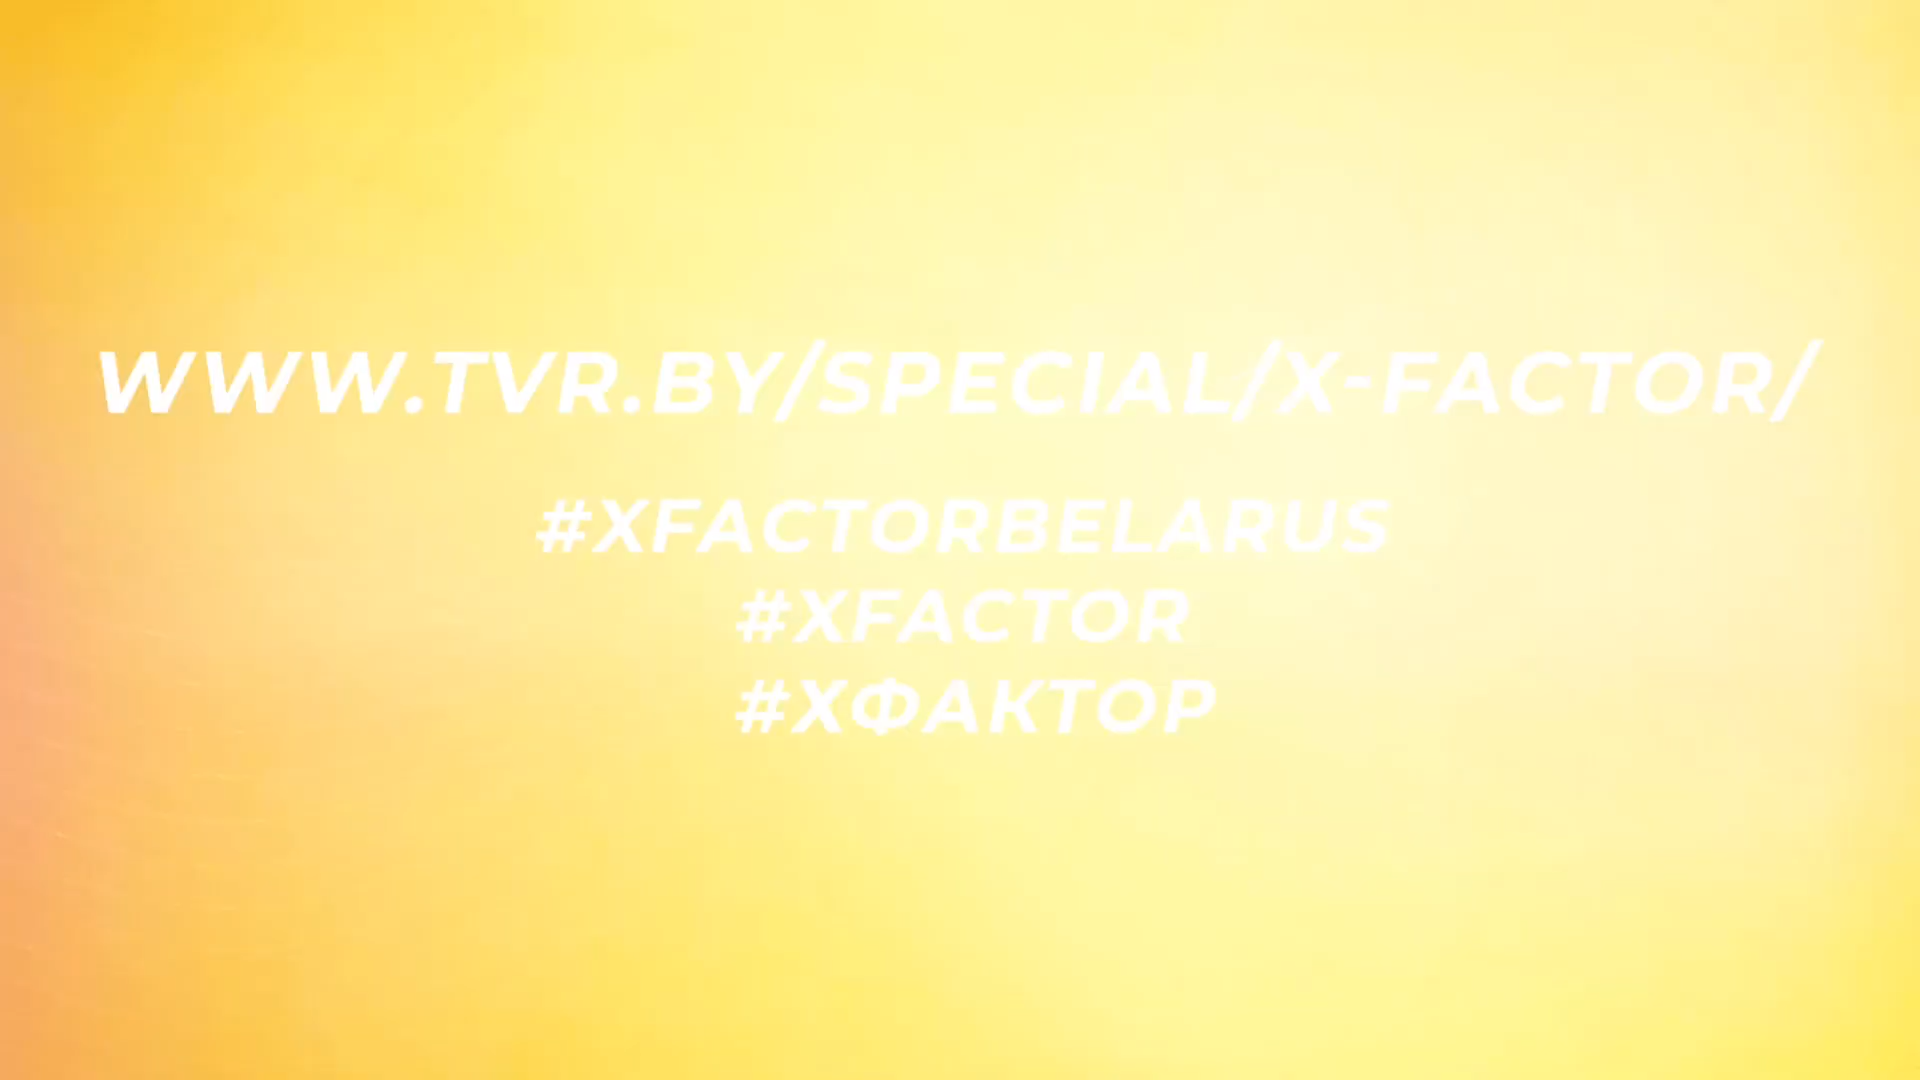 WWW.TVR.BY/SPECIAL/X-FACTOR/
#XFACTORBELARUS
#XFACTOR
#ХФАКТОР